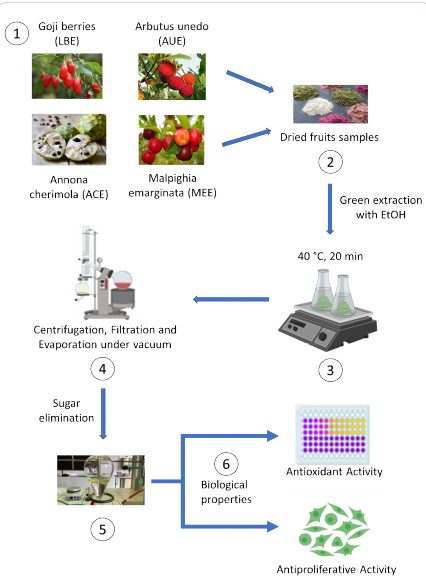 1
Goji berries
(LBE)
Arbutus unedo
(AUE)
Annona
cherimola (ACE)
Malpighia
emarginata (MEE)
Dried fruits samples
2
Green extraction
with EtOH
40 °C, 20 min
3
Centrifugation, Filtration and
Evaporation under vacuum
4
Sugar
elimination
5
6
Biological
properties
Antioxidant Activity
Antiproliferative Activity